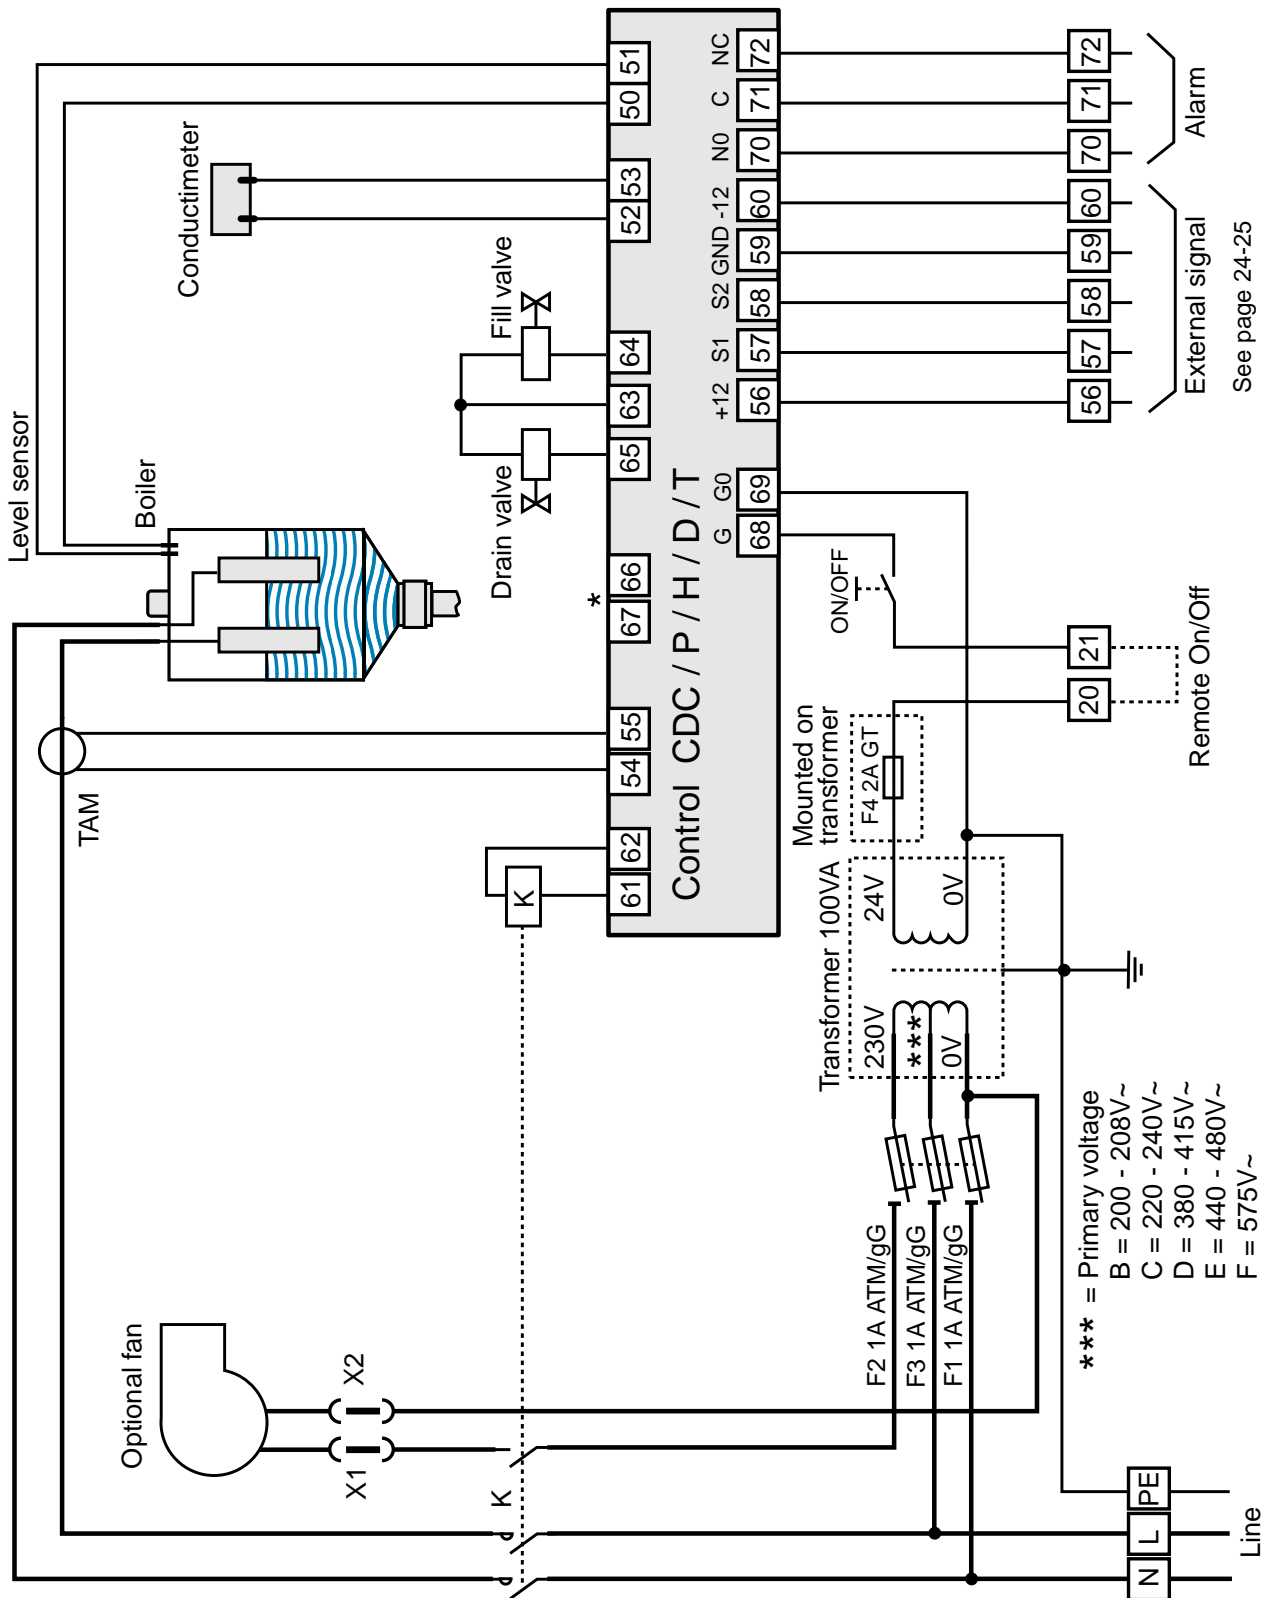 Level sensor
Boiler
TAM
Conduct­imeter
Fill valve
Drain valve
Optional fan
X1
X2
K
K
61
62
54
55
67
66
*
65
63
64
52
53
50
51
Control CDC / P / H / D / T
G
G0
+12
S1
S2
GND
-12
N0
C
NC
68
69
56
57
58
59
60
70
71
72
ON/OFF
Mounted on
transformer
F4 2A GT
Transformer 100VA
24V
0V
230V
***
0V
F2 1A ATM/gG
F3 1A ATM/gG
F1 1A ATM/gG
*** = Primary voltage
B = 200 - 208V~
C = 220 - 240V~
D = 380 - 415V~
E = 440 - 480V~
F = 575V~
N
L
PE
Line
20
21
Remote On/Off
56
57
58
59
60
70
71
72
External signal
See page 24-25
Alarm